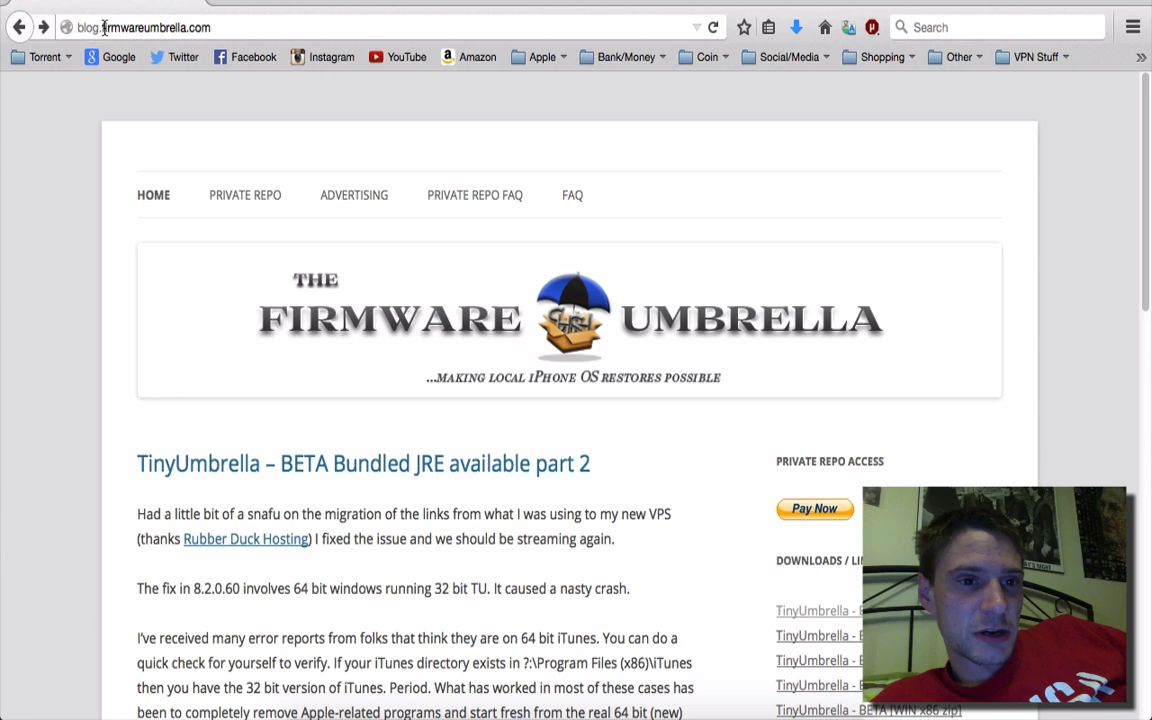 blog.firmwareumbrella.com
Search
Torrent
Google
Twitter
Facebook
Instagram
YouTube
Amazon
Apple
Bank/Money
Coin
Social/Media
Shopping
Other
VPN Stuff
HOME
PRIVATE REPO
ADVERTISING
PRIVATE REPO FAQ
FAQ
THE
FIRMWARE UMBRELLA
...MAKING LOCAL IPHONE OS RESTORES POSSIBLE
TinyUmbrella – BETA Bundled JRE available part 2
Had a little bit of a snafu on the migration of the links from what I was using to my new VPS
(thanks Rubber Duck Hosting) I fixed the issue and we should be streaming again.
The fix in 8.2.0.60 involves 64 bit windows running 32 bit TU. It caused a nasty crash.
I've received many error reports from folks that think they are on 64 bit iTunes. You can do a
quick check for yourself to verify. If your iTunes directory exists in ?:\Program Files (x86)\iTunes
then you have the 32 bit version of iTunes. Period. What has worked in most of these cases has
been to completely remove Apple-related programs and start fresh from the real 64 bit (new)
PRIVATE REPO ACCESS
Pay Now
DOWNLOADS / LI
TinyUmbrella -
TinyUmbrella -
TinyUmbrella -
TinyUmbrella -
TinyUmbrella - BETA [WIN x86 zip]